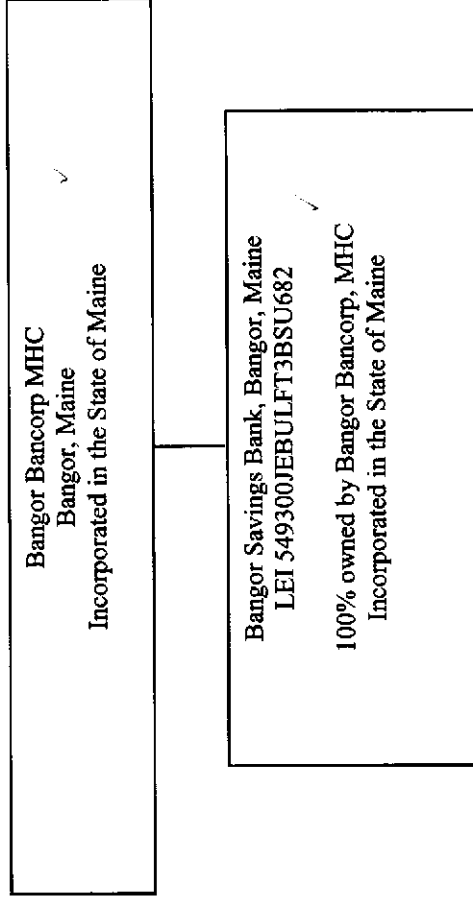 Bangor Bancorp MHC
Bangor, Maine
Incorporated in the State of Maine
Bangor Savings Bank, Bangor, Maine
LEI 549300JEBULFT3BSU682
100% owned by Bangor Bancorp, MHC
Incorporated in the State of Maine